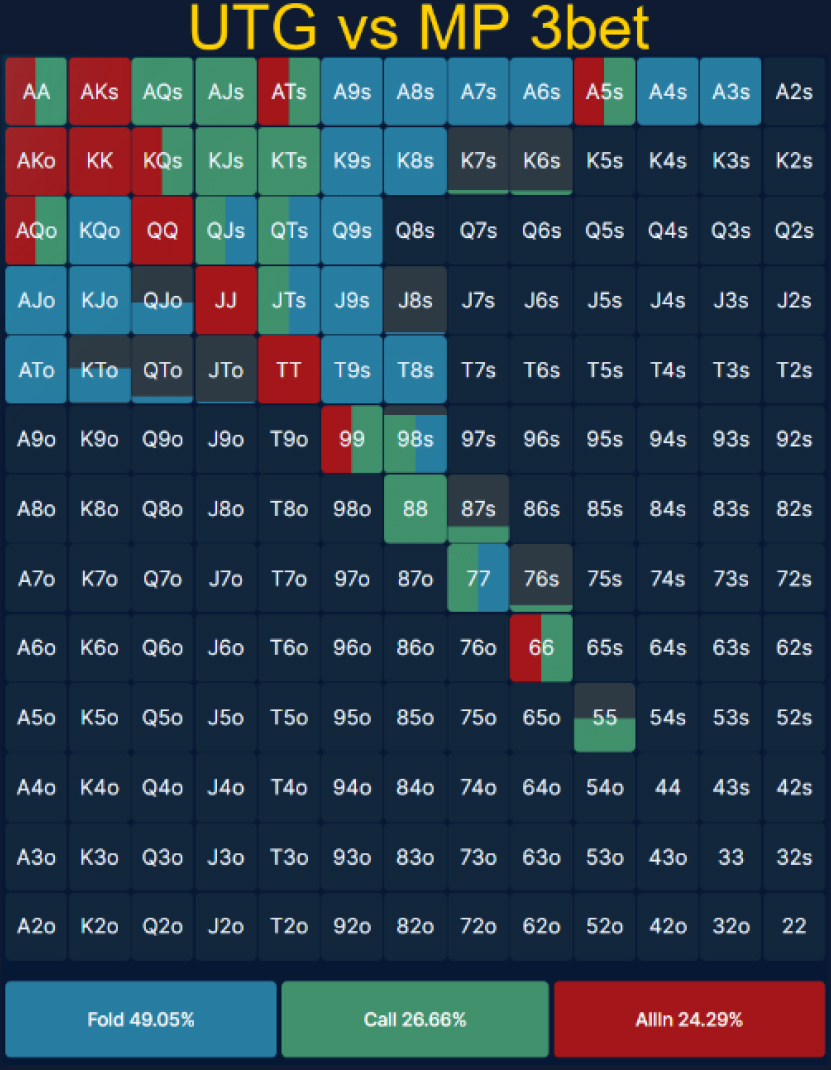 UTG vs MP 3bet
AA AKs AQs AJs ATs A9s A8s A7s A6s A5s A4s A3s A2s
AKo KK KQs KJs KTs K9s K8s K7s K6s K5s K4s K3s K2s
AQo KQo QQ QJs QTs Q9s Q8s Q7s Q6s Q5s Q4s Q3s Q2s
AJo KJo QJo JJ JTs J9s J8s J7s J6s J5s J4s J3s J2s
ATo KTo QTo JTo TT T9s T8s T7s T6s T5s T4s T3s T2s
A9o K9o Q9o J9o T9o 99 98s 97s 96s 95s 94s 93s 92s
A8o K8o Q8o J8o T8o 98o 88 87s 86s 85s 84s 83s 82s
A7o K7o Q7o J7o T7o 97o 87o 77 76s 75s 74s 73s 72s
A6o K6o Q6o J6o T6o 96o 86o 76o 66 65s 64s 63s 62s
A5o K5o Q5o J5o T5o 95o 85o 75o 65o 55 54s 53s 52s
A4o K4o Q4o J4o T4o 94o 84o 74o 64o 54o 44 43s 42s
A3o K3o Q3o J3o T3o 93o 83o 73o 63o 53o 43o 33 32s
A2o K2o Q2o J2o T2o 92o 82o 72o 62o 52o 42o 32o 22
Fold 49.05% Call 26.66% AllIn 24.29%